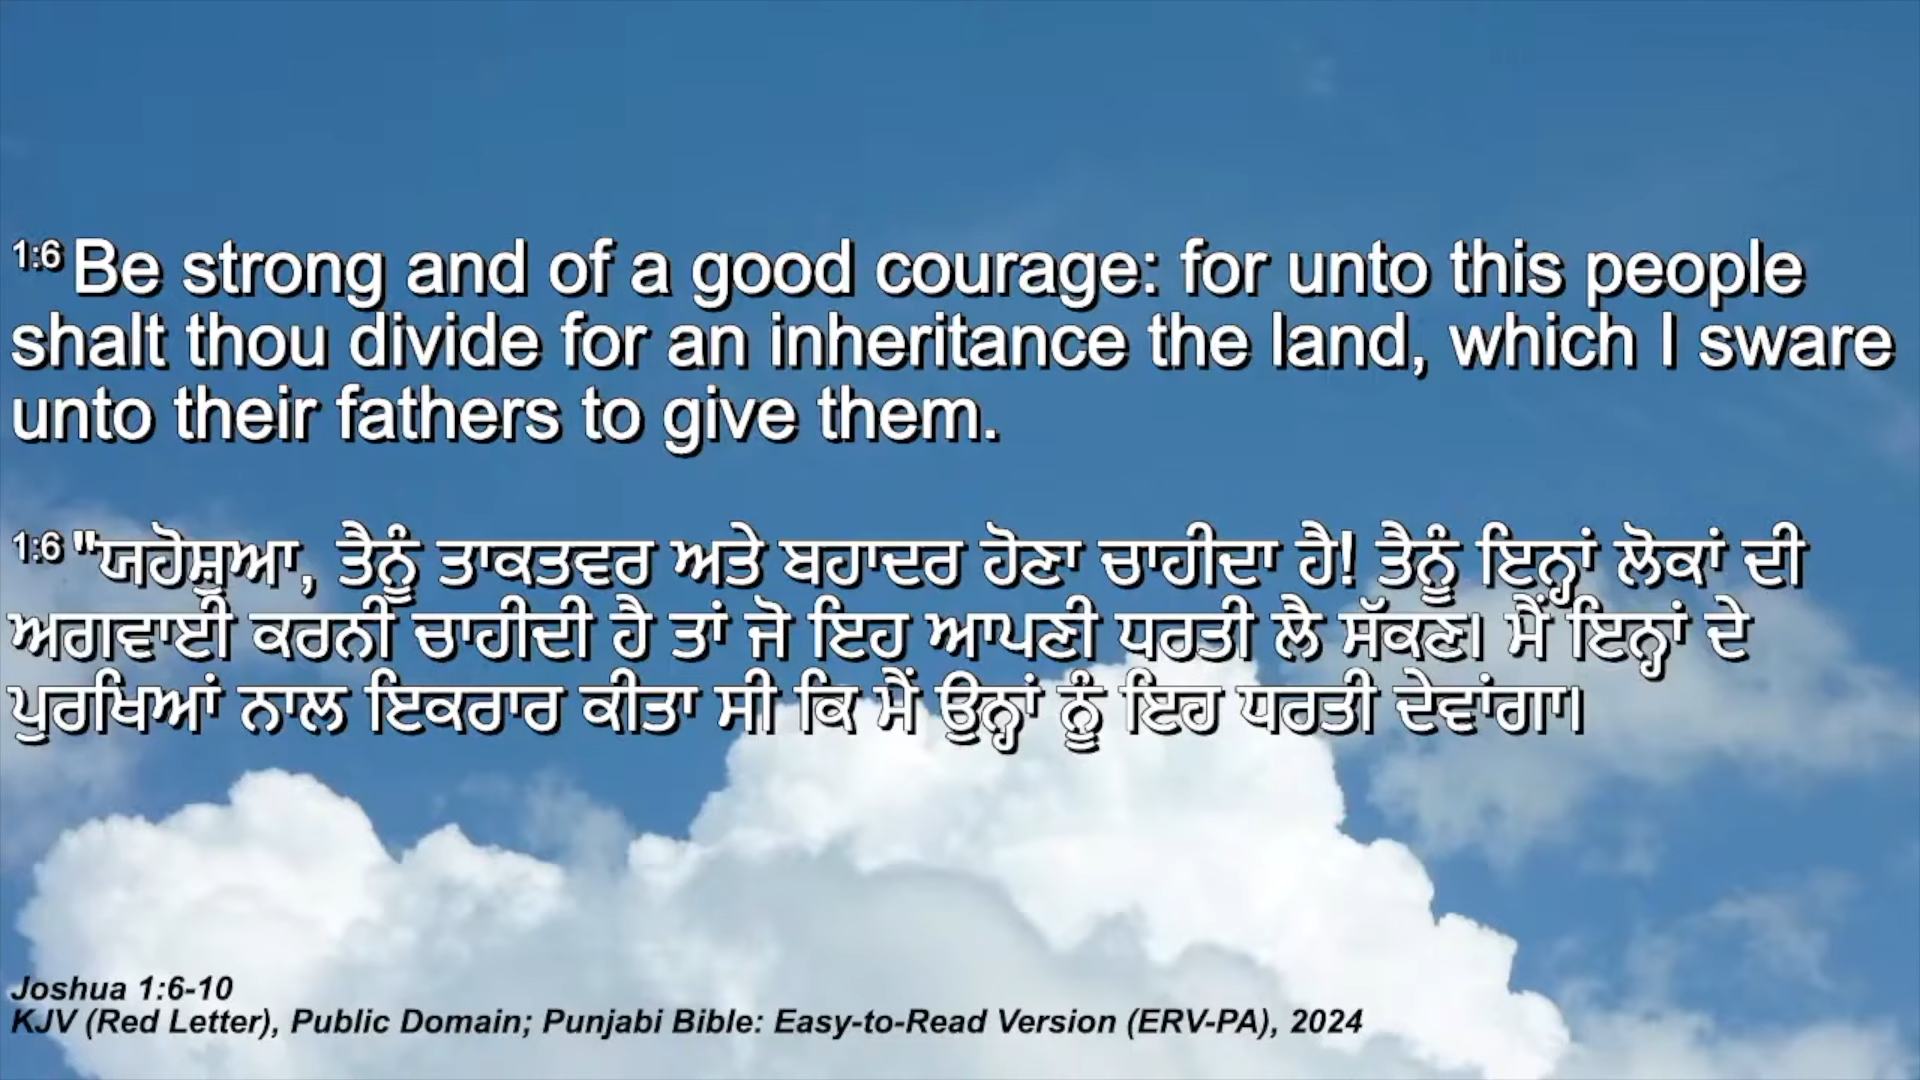 1:6 Be strong and of a good courage: for unto this people
shalt thou divide for an inheritance the land, which I sware
unto their fathers to give them.
1:6 "ਯਹੋਸ਼ੂਆ, ਤੈਨੂੰ ਤਾਕਤਵਰ ਅਤੇ ਬਹਾਦਰ ਹੋਣਾ ਚਾਹੀਦਾ ਹੈ! ਤੈਨੂੰ ਇਨ੍ਹਾਂ ਲੋਕਾਂ ਦੀ
ਅਗਵਾਈ ਕਰਨੀ ਚਾਹੀਦੀ ਹੈ ਤਾਂ ਜੋ ਇਹ ਆਪਣੀ ਧਰਤੀ ਲੈ ਸੱਕਣ। ਮੈਂ ਇਨ੍ਹਾਂ ਦੇ
ਪੁਰਖਿਆਂ ਨਾਲ ਇਕਰਾਰ ਕੀਤਾ ਸੀ ਕਿ ਮੈਂ ਉਨ੍ਹਾਂ ਨੂੰ ਇਹ ਧਰਤੀ ਦੇਵਾਂਗਾ।
Joshua 1:6-10
KJV (Red Letter), Public Domain; Punjabi Bible: Easy-to-Read Version (ERV-PA), 2024